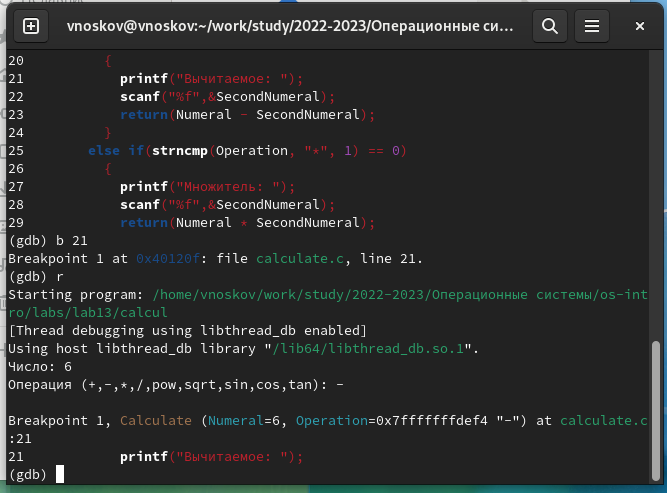 vnoskov@vnoskov:~/work/study/2022-2023/Операционные си…
20          {
21            printf("Вычитаемое: ");
22            scanf("%f",&SecondNumeral);
23            return(Numeral - SecondNumeral);
24          }
25        else if(strncmp(Operation, "*", 1) == 0)
26          {
27            printf("Множитель: ");
28            scanf("%f",&SecondNumeral);
29            return(Numeral * SecondNumeral);
(gdb) b 21
Breakpoint 1 at 0x40120f: file calculate.c, line 21.
(gdb) r
Starting program: /home/vnoskov/work/study/2022-2023/Операционные системы/os-int
ro/labs/lab13/calcul
[Thread debugging using libthread_db enabled]
Using host libthread_db library "/lib64/libthread_db.so.1".
Число: 6
Операция (+,-,*,/,pow,sqrt,sin,cos,tan): -
Breakpoint 1, Calculate (Numeral=6, Operation=0x7fffffffdef4 "-") at calculate.c
:21
21            printf("Вычитаемое: ");
(gdb)